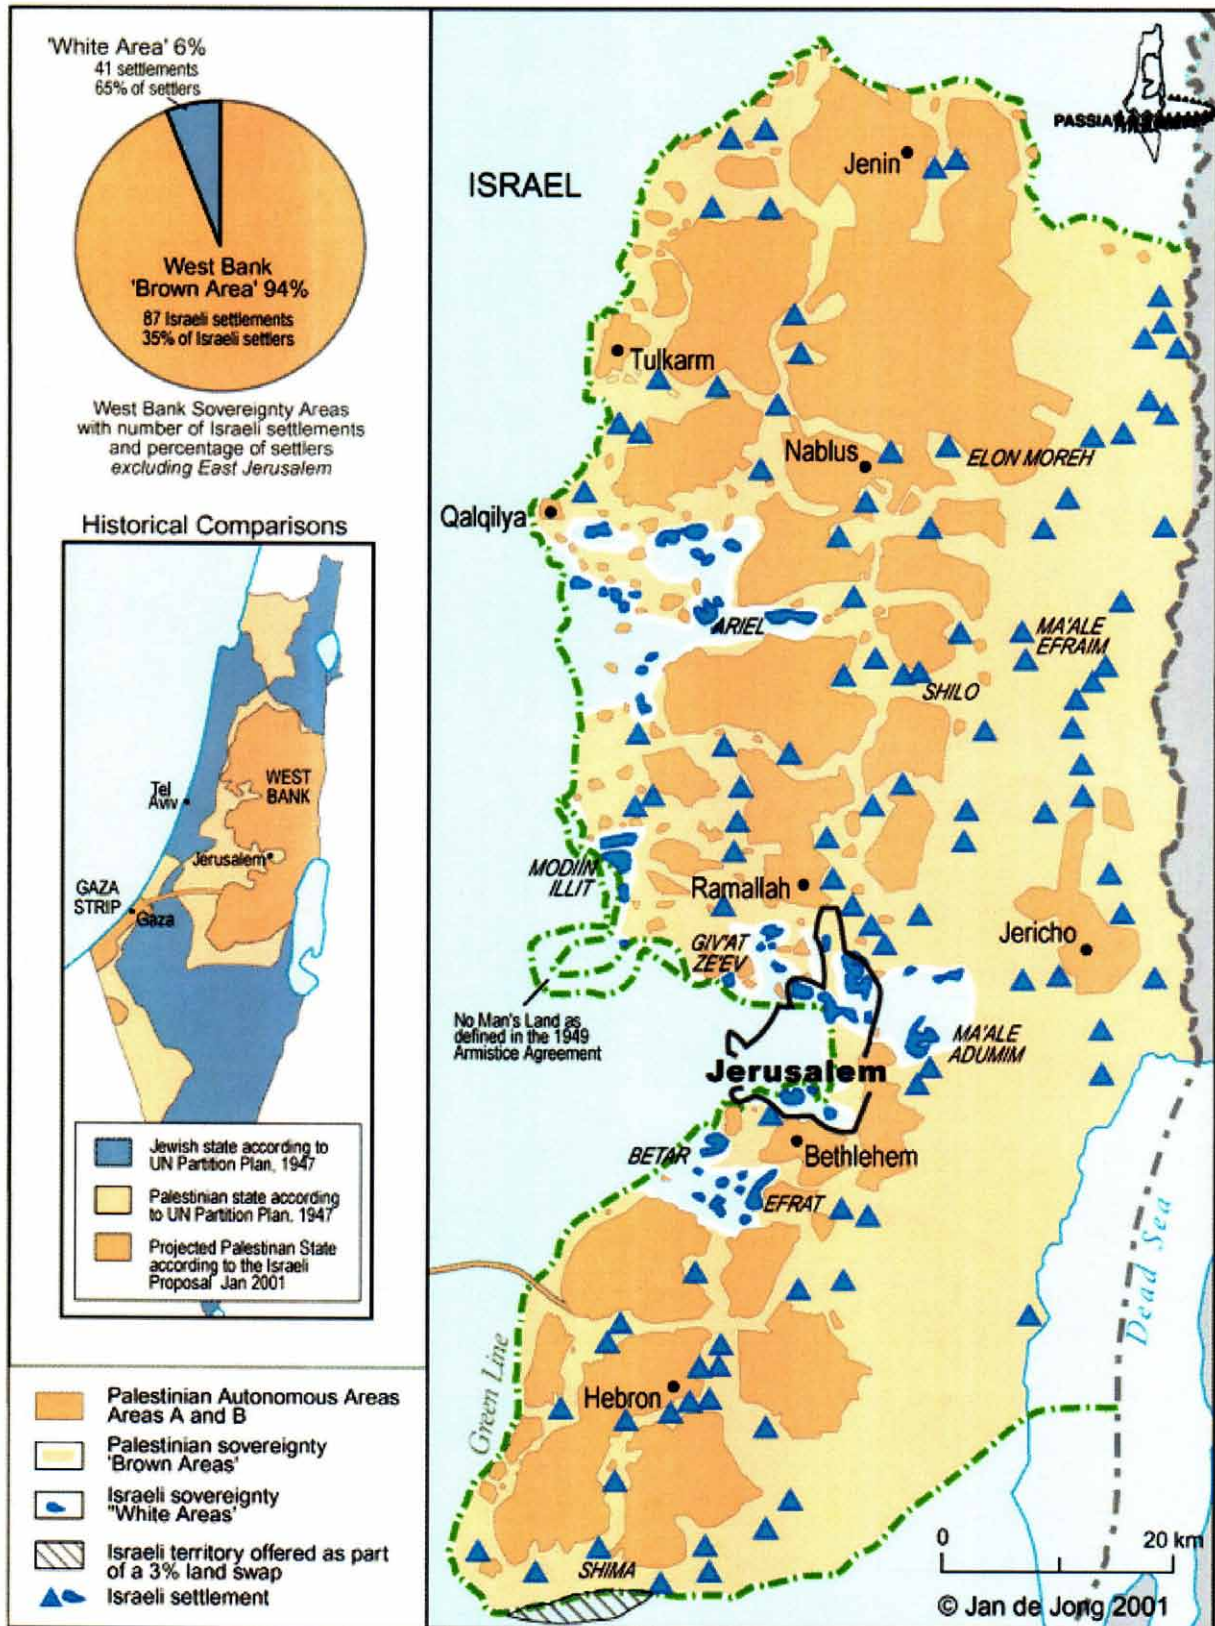 'White Area' 6%
41 settlements
65% of settlers
West Bank
'Brown Area' 94%
87 Israeli settlements
35% of Israeli settlers
West Bank Sovereignty Areas
with number of Israeli settlements
and percentage of settlers
excluding East Jerusalem
Historical Comparisons
WEST
BANK
Tel
Aviv
Jerusalem
GAZA
STRIP
Gaza
Jewish state according to
UN Partition Plan, 1947
Palestinian state according
to UN Partition Plan, 1947
Projected Palestinan State
according to the Israeli
Proposal Jan 2001
Palestinian Autonomous Areas
Areas A and B
Palestinian sovereignty
'Brown Areas'
Israeli sovereignty
"White Areas'
Israeli territory offered as part
of a 3% land swap
Israeli settlement
PASSIA
ISRAEL
Jenin
Tulkarm
Nablus
ELON MOREH
Qalqilya
ARIEL
MA'ALE
EFRAIM
SHILO
MODIIN
ILLIT
Ramallah
GIV'AT
ZE'EV
Jericho
No Man's Land as
defined in the 1949
Armistice Agreement
MA'ALE
ADUMIM
Jerusalem
BETAR
Bethlehem
EFRAT
Dead Sea
Green Line
Hebron
SHIMA
0 20 km
© Jan de Jong 2001